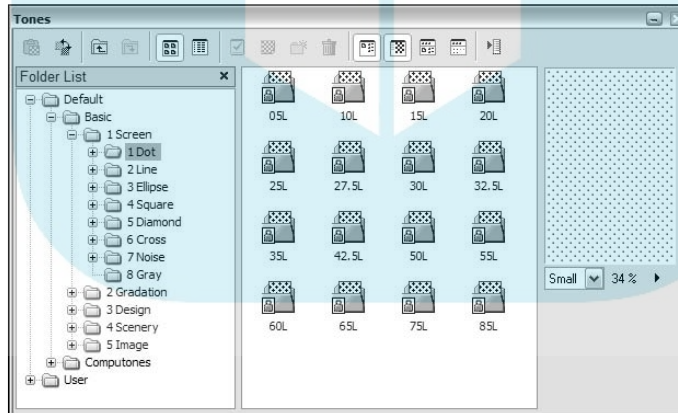 Tones
Folder List
Default
Basic
1 Screen
1 Dot
2 Line
3 Ellipse
4 Square
5 Diamond
6 Cross
7 Noise
8 Gray
2 Gradation
3 Design
4 Scenery
5 Image
Computones
User
05L 10L 15L 20L
25L 27.5L 30L 32.5L
35L 42.5L 50L 55L
60L 65L 75L 85L
Small 34 %